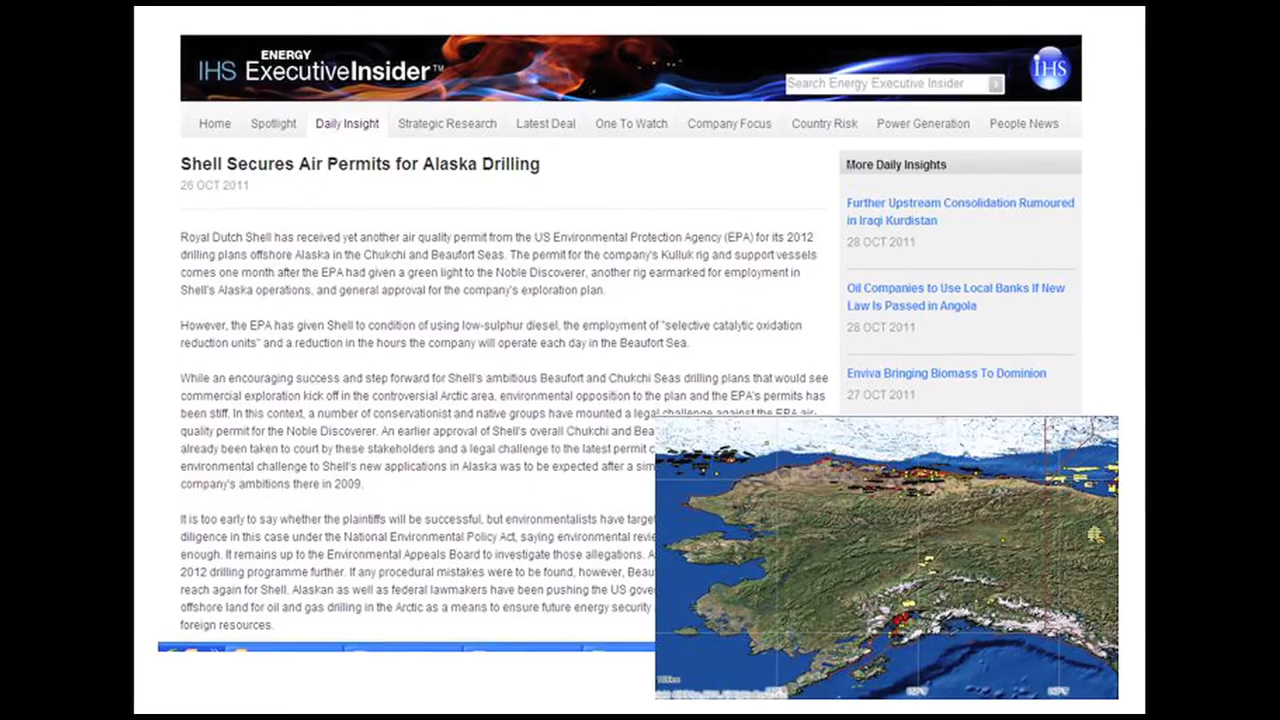 ENERGY
IHS ExecutiveInsider™
Search Energy Executive Insider
IHS
Home Spotlight Daily Insight Strategic Research Latest Deal One To Watch Company Focus Country Risk Power Generation People News
Shell Secures Air Permits for Alaska Drilling
26 OCT 2011
Royal Dutch Shell has received yet another air quality permit from the US Environmental Protection Agency (EPA) for its 2012
drilling plans offshore Alaska in the Chukchi and Beaufort Seas. The permit for the company's Kulluk rig and support vessels
comes one month after the EPA had given a green light to the Noble Discoverer, another rig earmarked for employment in
Shell's Alaska operations, and general approval for the company's exploration plan.
However, the EPA has given Shell to condition of using low-sulphur diesel, the employment of "selective catalytic oxidation
reduction units" and a reduction in the hours the company will operate each day in the Beaufort Sea.
While an encouraging success and step forward for Shell's ambitious Beaufort and Chukchi Seas drilling plans that would see
commercial exploration kick off in the controversial Arctic area, environmental opposition to the plan and the EPA's permits has
been stiff. In this context, a number of conservationist and native groups have mounted a legal challenge against the EPA air-
quality permit for the Noble Discoverer. An earlier approval of Shell's overall Chukchi and Bea
already been taken to court by these stakeholders and a legal challenge to the latest permit c
environmental challenge to Shell's new applications in Alaska was to be expected after a sim
company's ambitions there in 2009.
It is too early to say whether the plaintiffs will be successful, but environmentalists have target
diligence in this case under the National Environmental Policy Act, saying environmental revie
enough. It remains up to the Environmental Appeals Board to investigate those allegations. A
2012 drilling programme further. If any procedural mistakes were to be found, however, Beau
reach again for Shell. Alaskan as well as federal lawmakers have been pushing the US gove
offshore land for oil and gas drilling in the Arctic as a means to ensure future energy security
foreign resources.
More Daily Insights
Further Upstream Consolidation Rumoured
in Iraqi Kurdistan
28 OCT 2011
Oil Companies to Use Local Banks If New
Law Is Passed in Angola
28 OCT 2011
Enviva Bringing Biomass To Dominion
27 OCT 2011